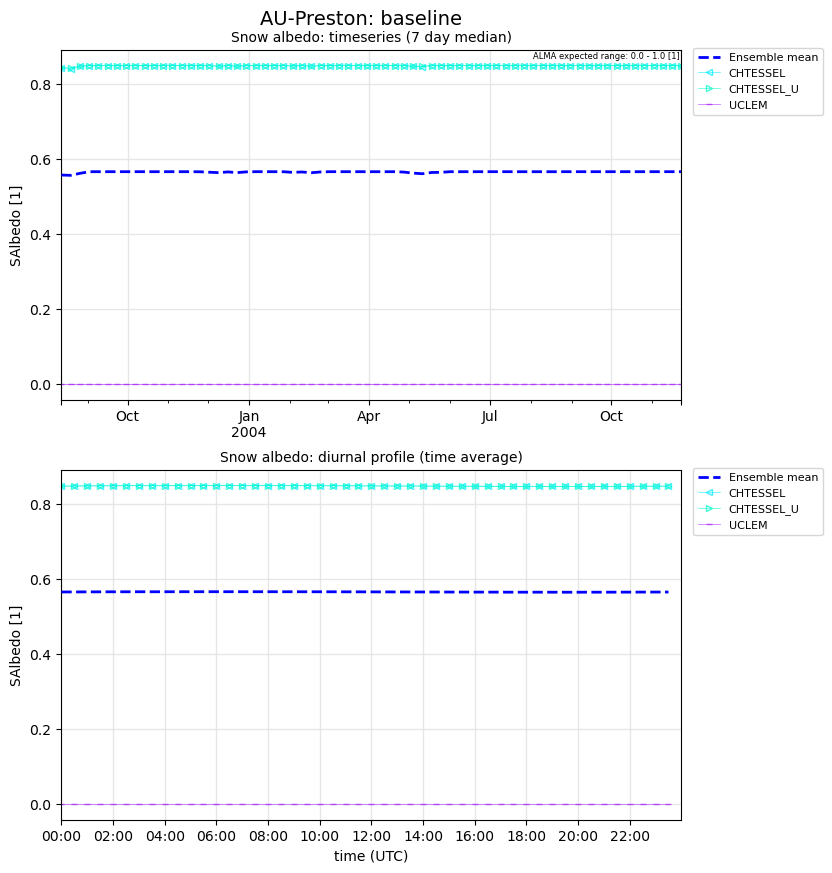 AU-Preston: baseline
Snow albedo: timeseries (7 day median)
ALMA expected range: 0.0 - 1.0 [1]
Ensemble mean
CHTESSEL
CHTESSEL_U
UCLEM
SAlbedo [1]
0.8
0.6
0.4
0.2
0.0
Oct
Jan
2004
Apr
Jul
Oct
Snow albedo: diurnal profile (time average)
Ensemble mean
CHTESSEL
CHTESSEL_U
UCLEM
SAlbedo [1]
0.8
0.6
0.4
0.2
0.0
00:00 02:00 04:00 06:00 08:00 10:00 12:00 14:00 16:00 18:00 20:00 22:00
time (UTC)